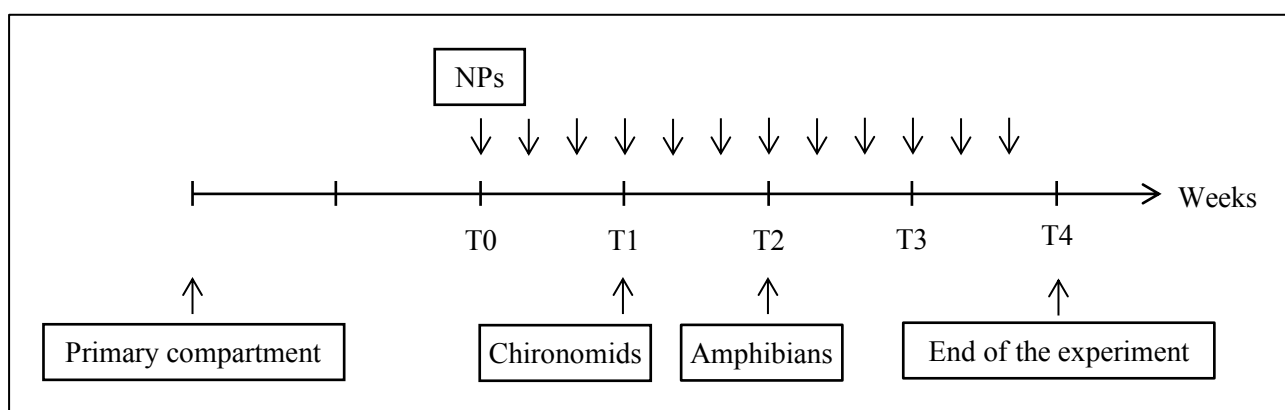 NPs
Weeks
T0
T1
T2
T3
T4
Primary compartment
Chironomids
Amphibians
End of the experiment